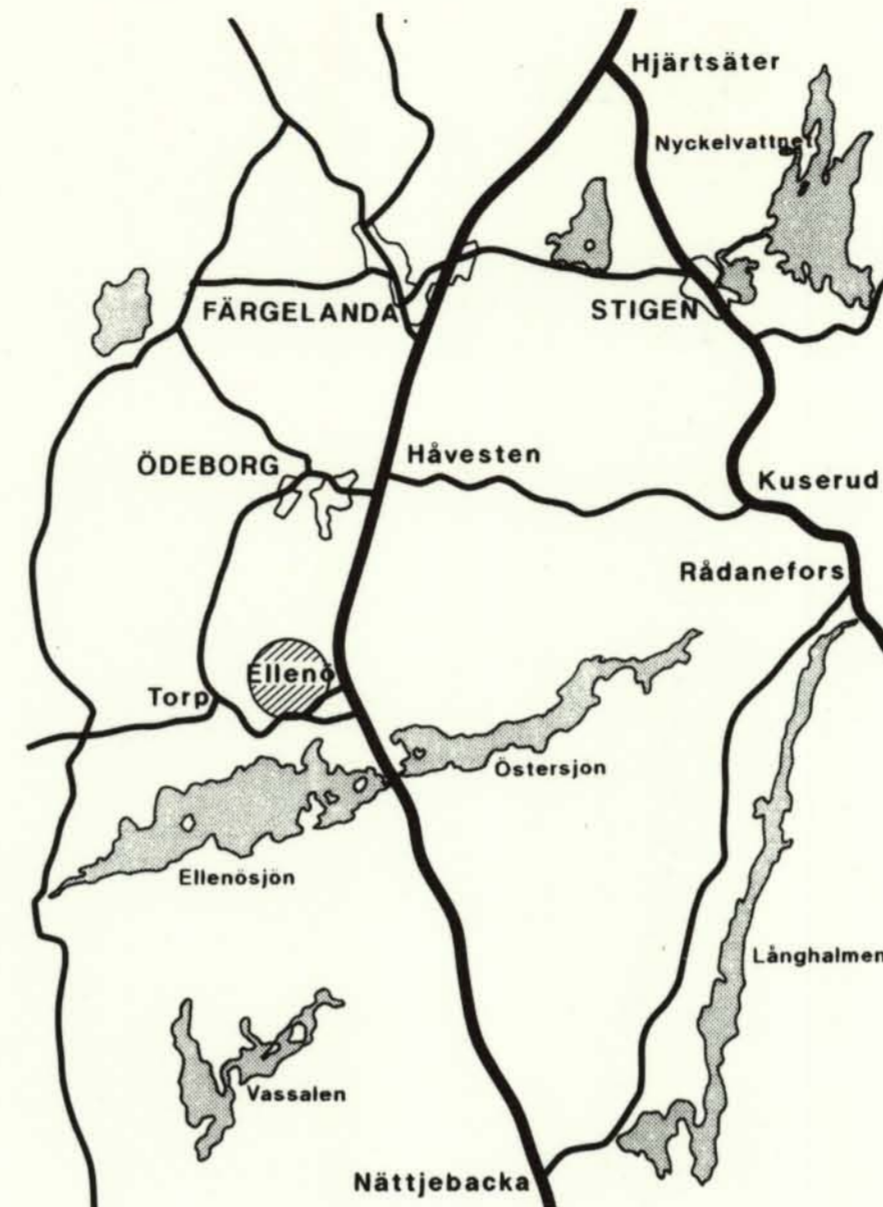 Hjärtsäter
Nyckelvattnet
FÄRGELANDA
STIGEN
ÖDEBORG
Håvesten
Kuserud
Rådanefors
Ellenö
Torp
Östersjon
Ellenösjön
Långhalmen
Vassalen
Nättjebacka